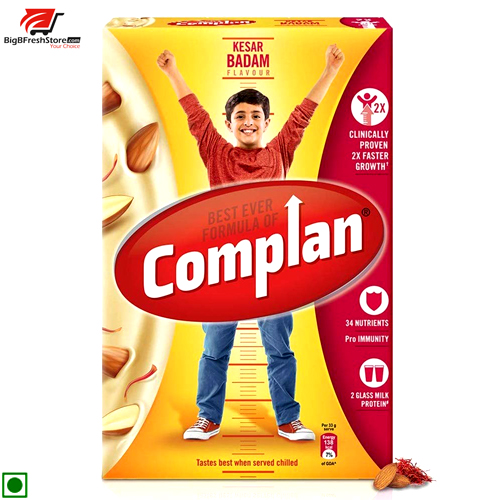 BigBFreshStore.com
Your Choice
KESAR
BADAM
FLAVOUR
2X
CLINICALLY
PROVEN
2X FASTER
GROWTH†
BEST EVER
FORMULA OF
Complan®
34 NUTRIENTS
Pro IMMUNITY
2 GLASS MILK
PROTEIN#
Per 33 g
serve
Energy
138
kcal
7%
of GDA*
Tastes best when served chilled